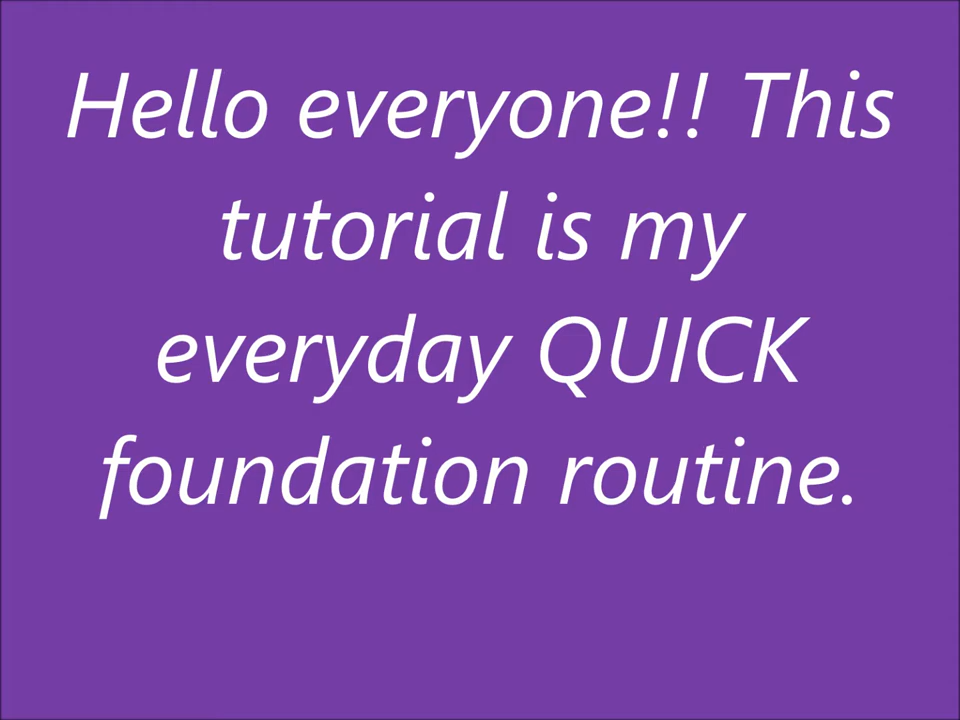 Hello everyone!! This
tutorial is my
everyday QUICK
foundation routine.